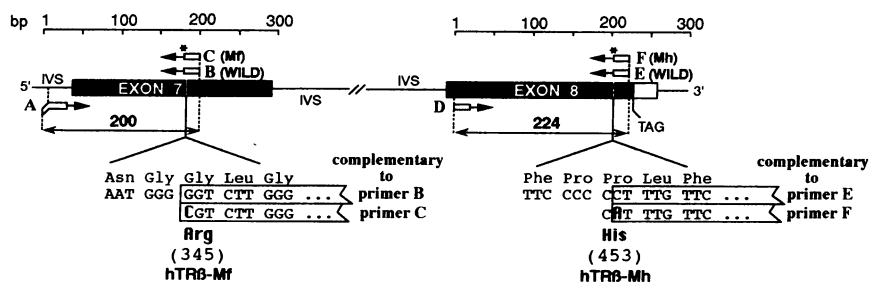 bp 1 100 200 300 1 100 200 300
* *
C (Mf) F (Mh)
B (WILD) E (WILD)
5' IVS EXON 7 IVS // IVS EXON 8 3'
A D
200 224 TAG
Asn Gly Gly Leu Gly complementary to primer B
AAT GGG GGT CTT GGG ...
CGT CTT GGG ... primer C
Arg
(345)
hTRß-Mf
Phe Pro Pro Leu Phe complementary to primer E
TTC CCC CCT TTG TTC ...
CAT TTG TTC ... primer F
His
(453)
hTRß-Mh